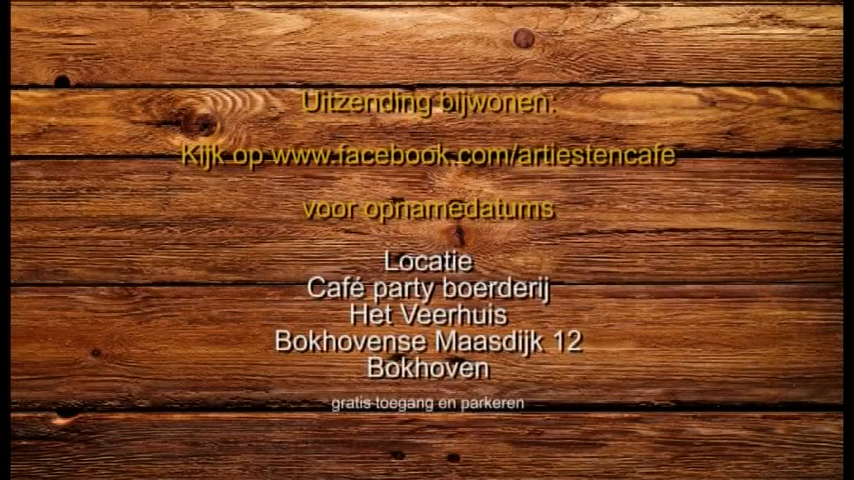 Uitzending bijwonen:
Kijk op www.facebook.com/artiestencafe
voor opnamedatums
Locatie
Café party boerderij
Het Veerhuis
Bokhovense Maasdijk 12
Bokhoven
gratis toegang en parkeren